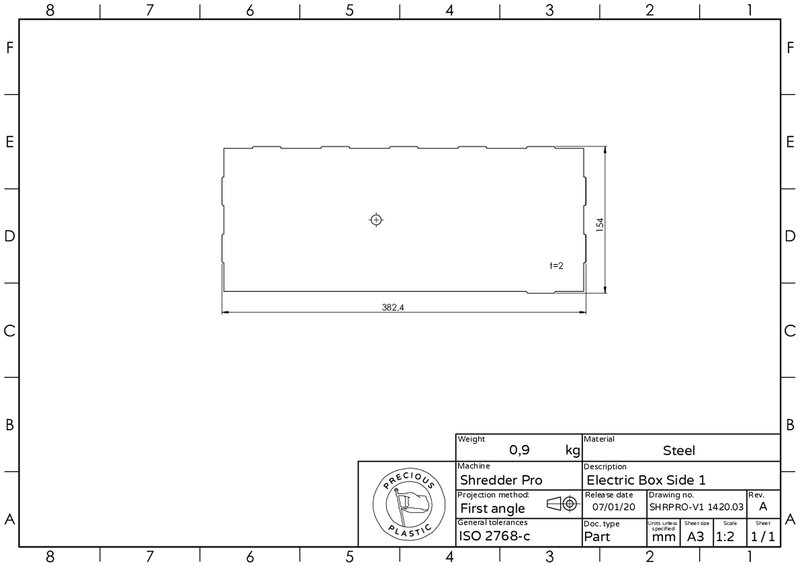 8 7 6 5 4 3 2 1
F F
E E
D D
C C
B B
A A
154
t=2
382,4
Weight
0,9 kg
Material
Steel
Machine
Shredder Pro
Description
Electric Box Side 1
Projection method:
First angle
Release date
07/01/20
Drawing no.
SHRPRO-V1 1420.03
Rev.
A
General tolerances
ISO 2768-c
Doc. type
Part
Units unless specified
mm
Sheet size
A3
Scale
1:2
Sheet
1 / 1
PRECIOUS
PLASTIC
8 7 6 5 4 3 2 1